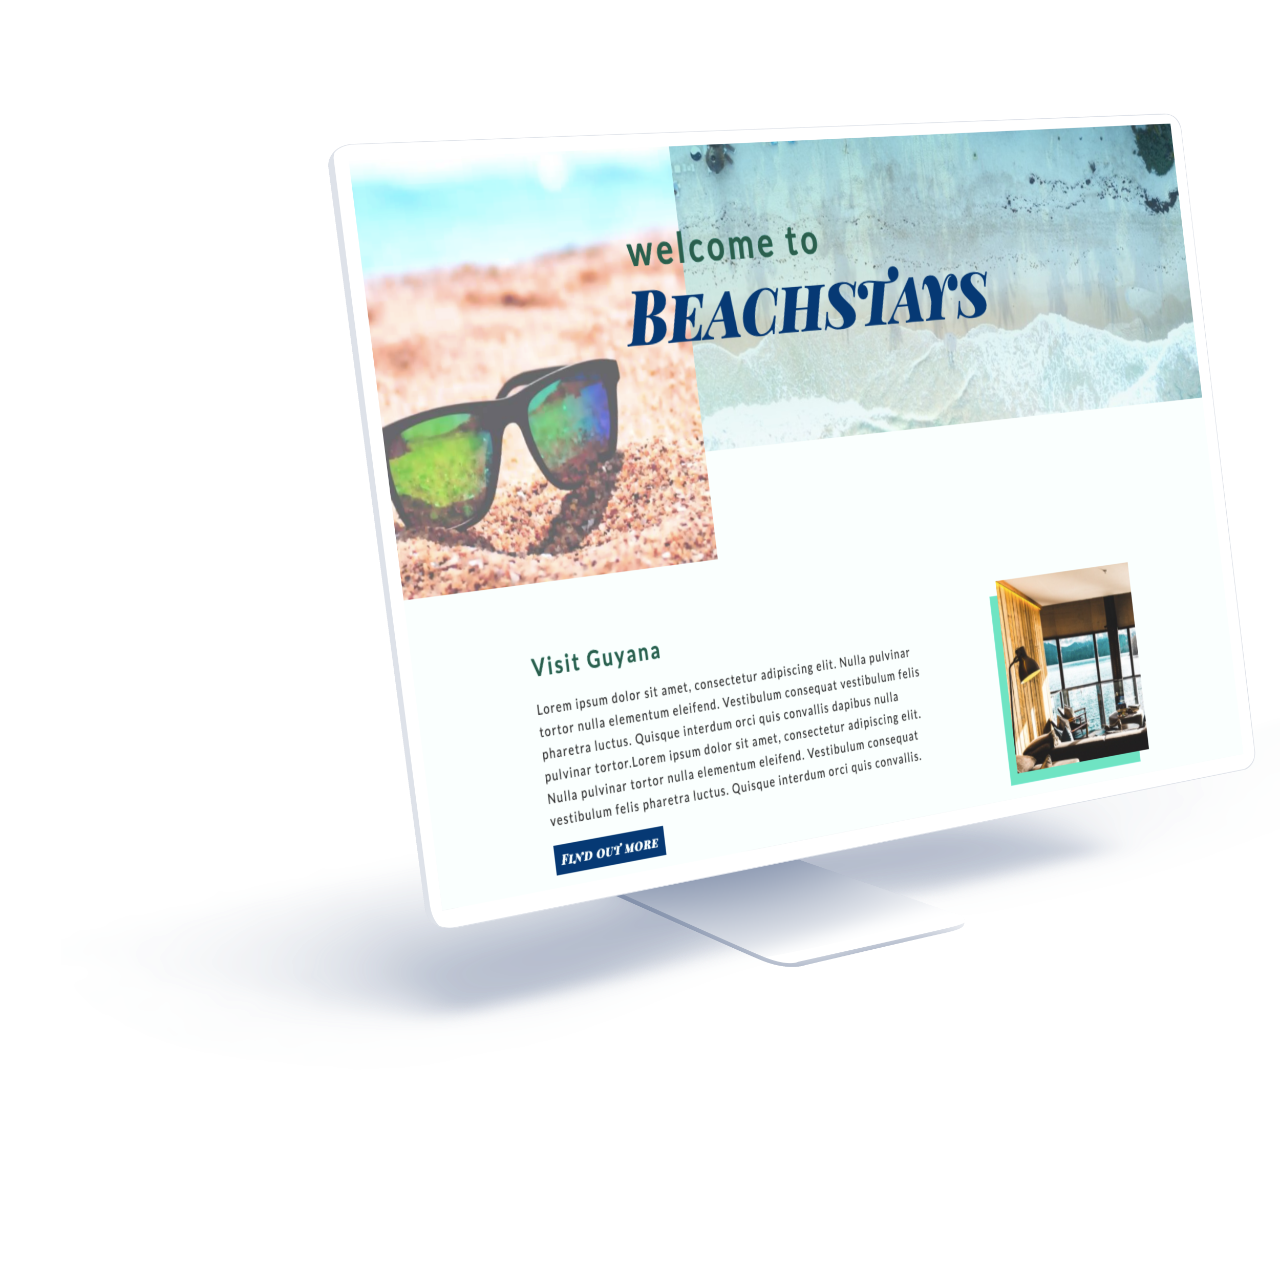 welcome to
BEACHSTAYS
Visit Guyana
Lorem ipsum dolor sit amet, consectetur adipiscing elit. Nulla pulvinar
tortor nulla elementum eleifend. Vestibulum consequat vestibulum felis
pharetra luctus. Quisque interdum orci quis convallis dapibus nulla
pulvinar tortor.Lorem ipsum dolor sit amet, consectetur adipiscing elit.
Nulla pulvinar tortor nulla elementum eleifend. Vestibulum consequat
vestibulum felis pharetra luctus. Quisque interdum orci quis convallis.
FIND OUT MORE